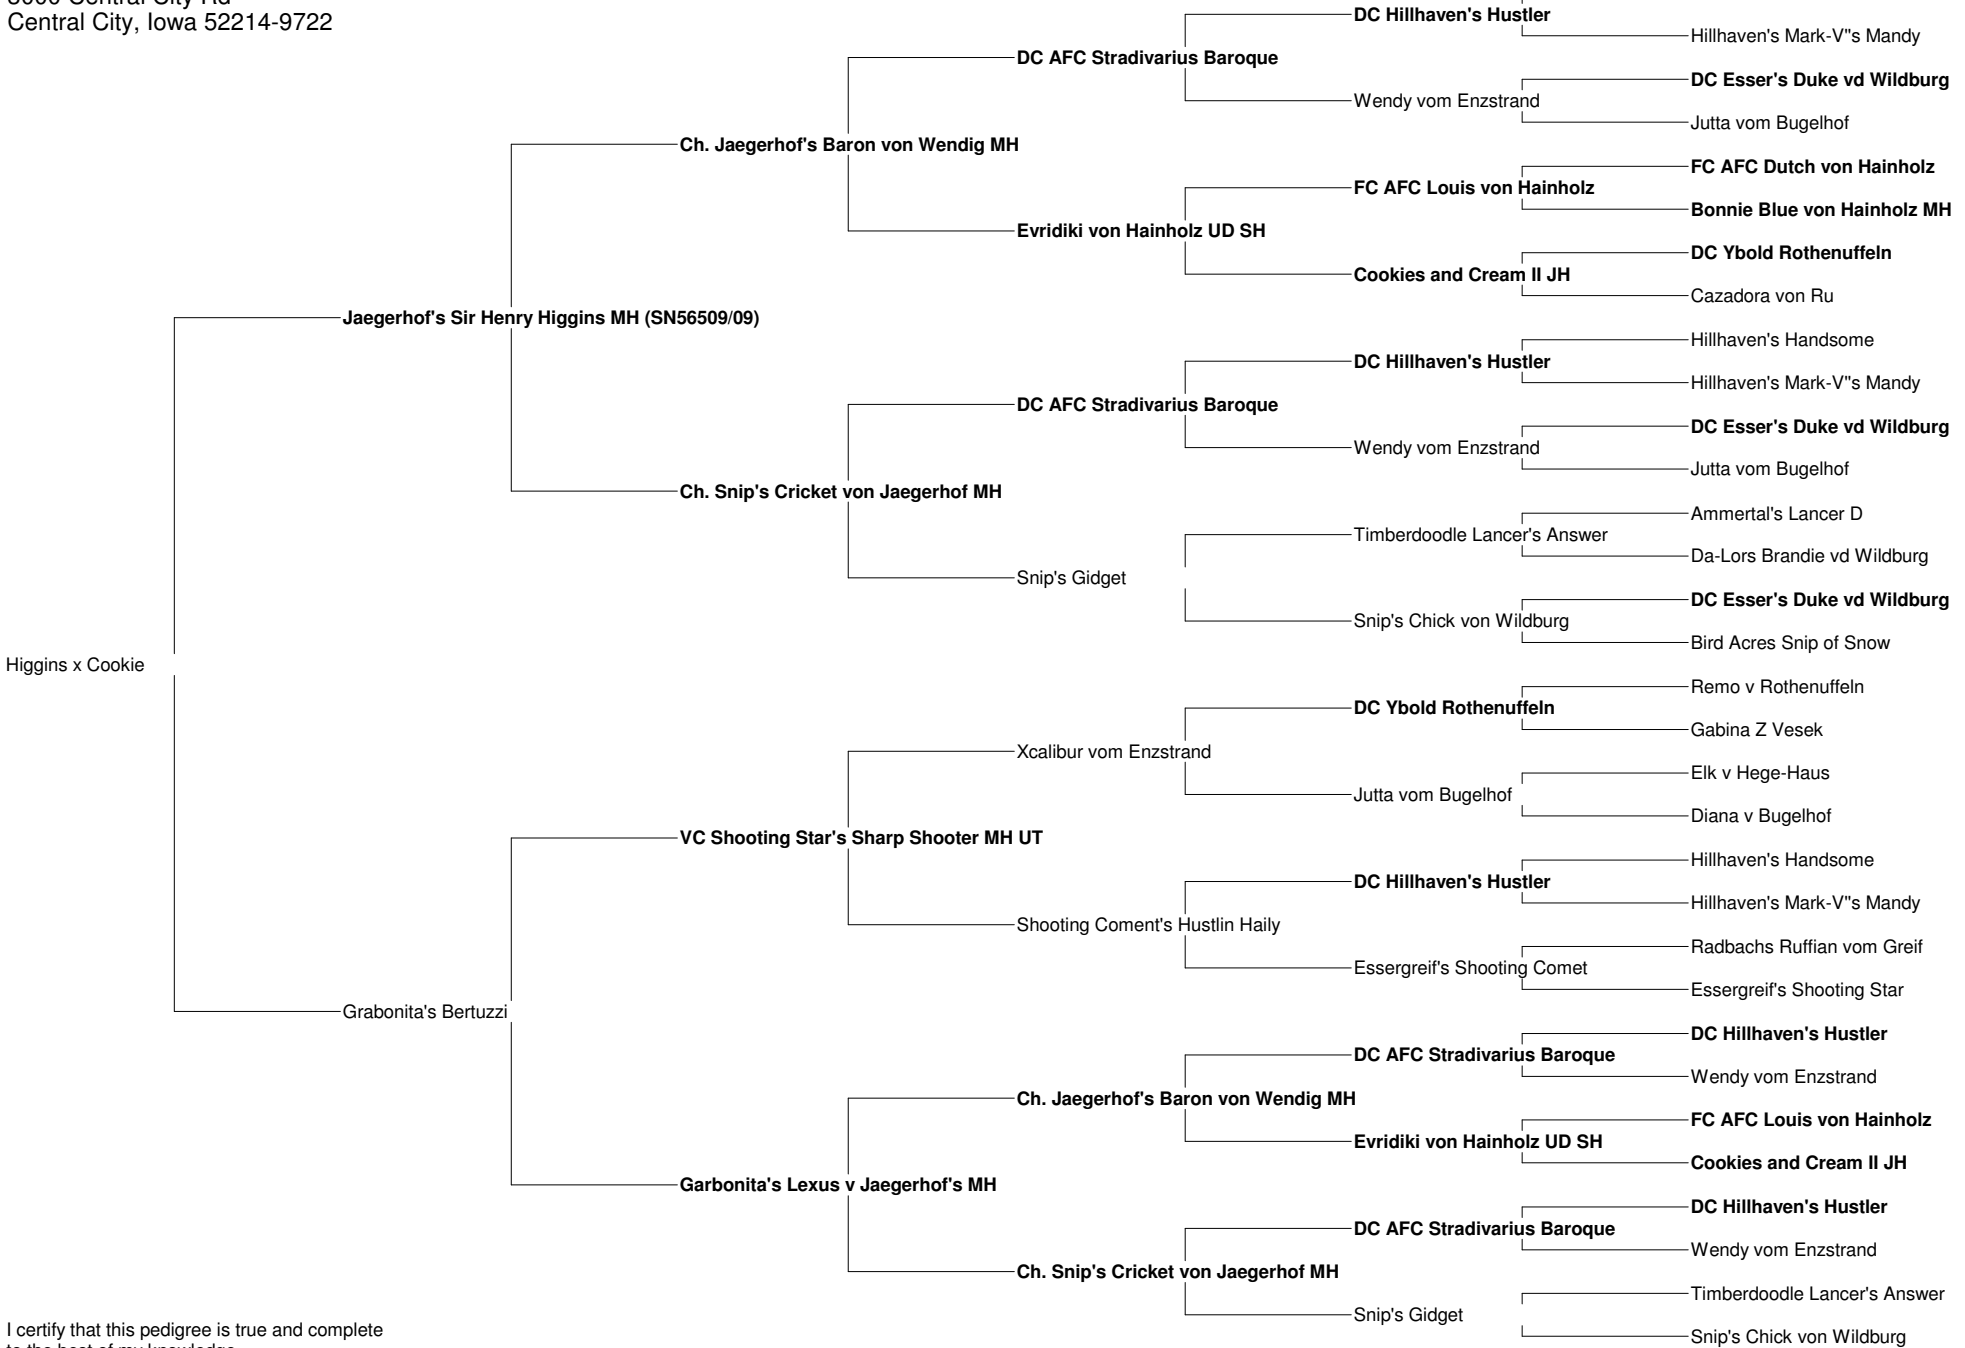 Central City, Iowa 52214-9722
DC Hillhaven's Hustler
Hillhaven's Mark-V"s Mandy
DC AFC Stradivarius Baroque
DC Esser's Duke vd Wildburg
Wendy vom Enzstrand
Jutta vom Bugelhof
Ch. Jaegerhof's Baron von Wendig MH
FC AFC Dutch von Hainholz
FC AFC Louis von Hainholz
Bonnie Blue von Hainholz MH
Evridiki von Hainholz UD SH
DC Ybold Rothenuffeln
Cookies and Cream II JH
Cazadora von Ru
Jaegerhof's Sir Henry Higgins MH (SN56509/09)
Hillhaven's Handsome
DC Hillhaven's Hustler
Hillhaven's Mark-V"s Mandy
DC AFC Stradivarius Baroque
DC Esser's Duke vd Wildburg
Wendy vom Enzstrand
Jutta vom Bugelhof
Ch. Snip's Cricket von Jaegerhof MH
Ammertal's Lancer D
Timberdoodle Lancer's Answer
Da-Lors Brandie vd Wildburg
Snip's Gidget
DC Esser's Duke vd Wildburg
Snip's Chick von Wildburg
Bird Acres Snip of Snow
Higgins x Cookie
Remo v Rothenuffeln
DC Ybold Rothenuffeln
Gabina Z Vesek
Xcalibur vom Enzstrand
Elk v Hege-Haus
Jutta vom Bugelhof
Diana v Bugelhof
VC Shooting Star's Sharp Shooter MH UT
Hillhaven's Handsome
DC Hillhaven's Hustler
Hillhaven's Mark-V"s Mandy
Shooting Coment's Hustlin Haily
Radbachs Ruffian vom Greif
Essergreif's Shooting Comet
Essergreif's Shooting Star
Grabonita's Bertuzzi
DC Hillhaven's Hustler
DC AFC Stradivarius Baroque
Wendy vom Enzstrand
Ch. Jaegerhof's Baron von Wendig MH
FC AFC Louis von Hainholz
Evridiki von Hainholz UD SH
Cookies and Cream II JH
Garbonita's Lexus v Jaegerhof's MH
DC Hillhaven's Hustler
DC AFC Stradivarius Baroque
Wendy vom Enzstrand
Ch. Snip's Cricket von Jaegerhof MH
Timberdoodle Lancer's Answer
Snip's Gidget
Snip's Chick von Wildburg
I certify that this pedigree is true and complete